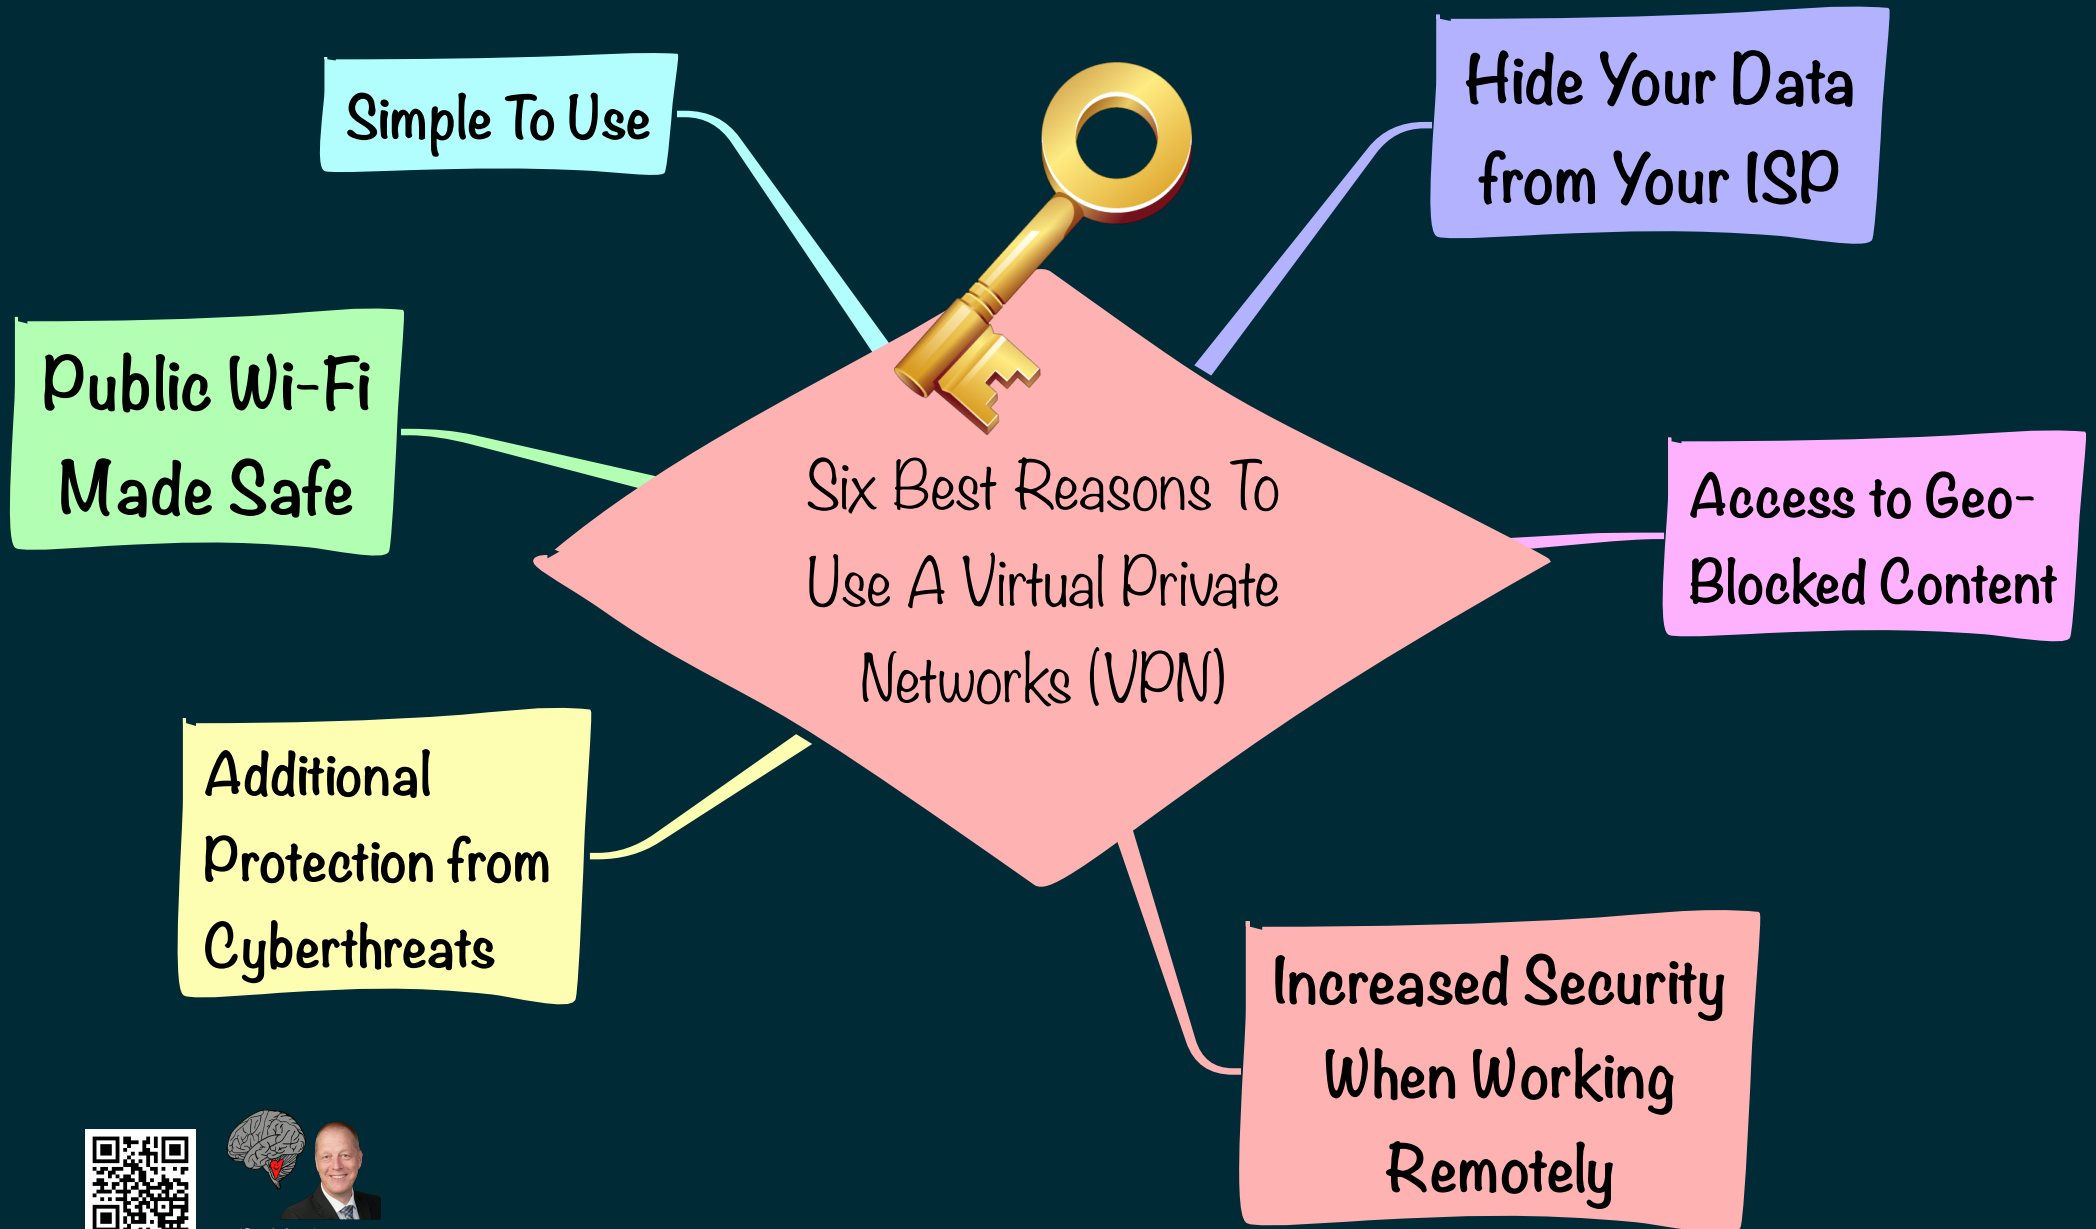 Simple To Use
Hide Your Data
from Your ISP
Public Wi-Fi
Made Safe
Six Best Reasons To
Use A Virtual Private
Networks (VPN)
Access to Geo-
Blocked Content
Additional
Protection from
Cyberthreats
Increased Security
When Working
Remotely